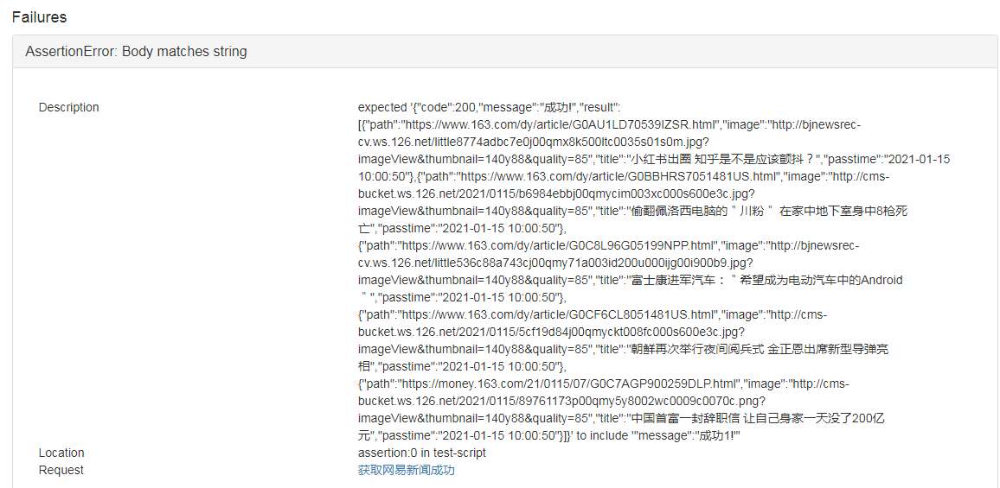 Failures
AssertionError: Body matches string
Description
expected '{"code":200,"message":"成功!","result":
[{"path":"https://www.163.com/dy/article/G0AU1LD70539IZSR.html","image":"http://bjnewsrec-
cv.ws.126.net/little8774adbc7e0j00qmx8k500ltc0035s01s0m.jpg?
imageView&thumbnail=140y88&quality=85","title":"小红书出圈 知乎是不是应该颤抖？","passtime":"2021-01-15
10:00:50"},{"path":"https://www.163.com/dy/article/G0BBHRS7051481US.html","image":"http://cms-
bucket.ws.126.net/2021/0115/b6984ebbj00qmycim003xc000s600e3c.jpg?
imageView&thumbnail=140y88&quality=85","title":"偷翻佩洛西电脑的＂川粉＂ 在家中地下室身中8枪死
亡","passtime":"2021-01-15 10:00:50"},
{"path":"https://www.163.com/dy/article/G0C8L96G05199NPP.html","image":"http://bjnewsrec-
cv.ws.126.net/little536c88a743cj00qmy71a003id200u000ijg00i900b9.jpg?
imageView&thumbnail=140y88&quality=85","title":"富士康进军汽车：＂希望成为电动汽车中的Android
＂","passtime":"2021-01-15 10:00:50"},
{"path":"https://www.163.com/dy/article/G0CF6CL8051481US.html","image":"http://cms-
bucket.ws.126.net/2021/0115/5cf19d84j00qmyckt008fc000s600e3c.jpg?
imageView&thumbnail=140y88&quality=85","title":"朝鲜再次举行夜间阅兵式 金正恩出席新型导弹亮
相","passtime":"2021-01-15 10:00:50"},
{"path":"https://money.163.com/21/0115/07/G0C7AGP900259DLP.html","image":"http://cms-
bucket.ws.126.net/2021/0115/89761173p00qmy5y8002wc0009c0070c.png?
imageView&thumbnail=140y88&quality=85","title":"中国首富一封辞职信 让自己身家一天没了200亿
元","passtime":"2021-01-15 10:00:50"}]}' to include '"message":"成功1!"'
Location
assertion:0 in test-script
Request
获取网易新闻成功